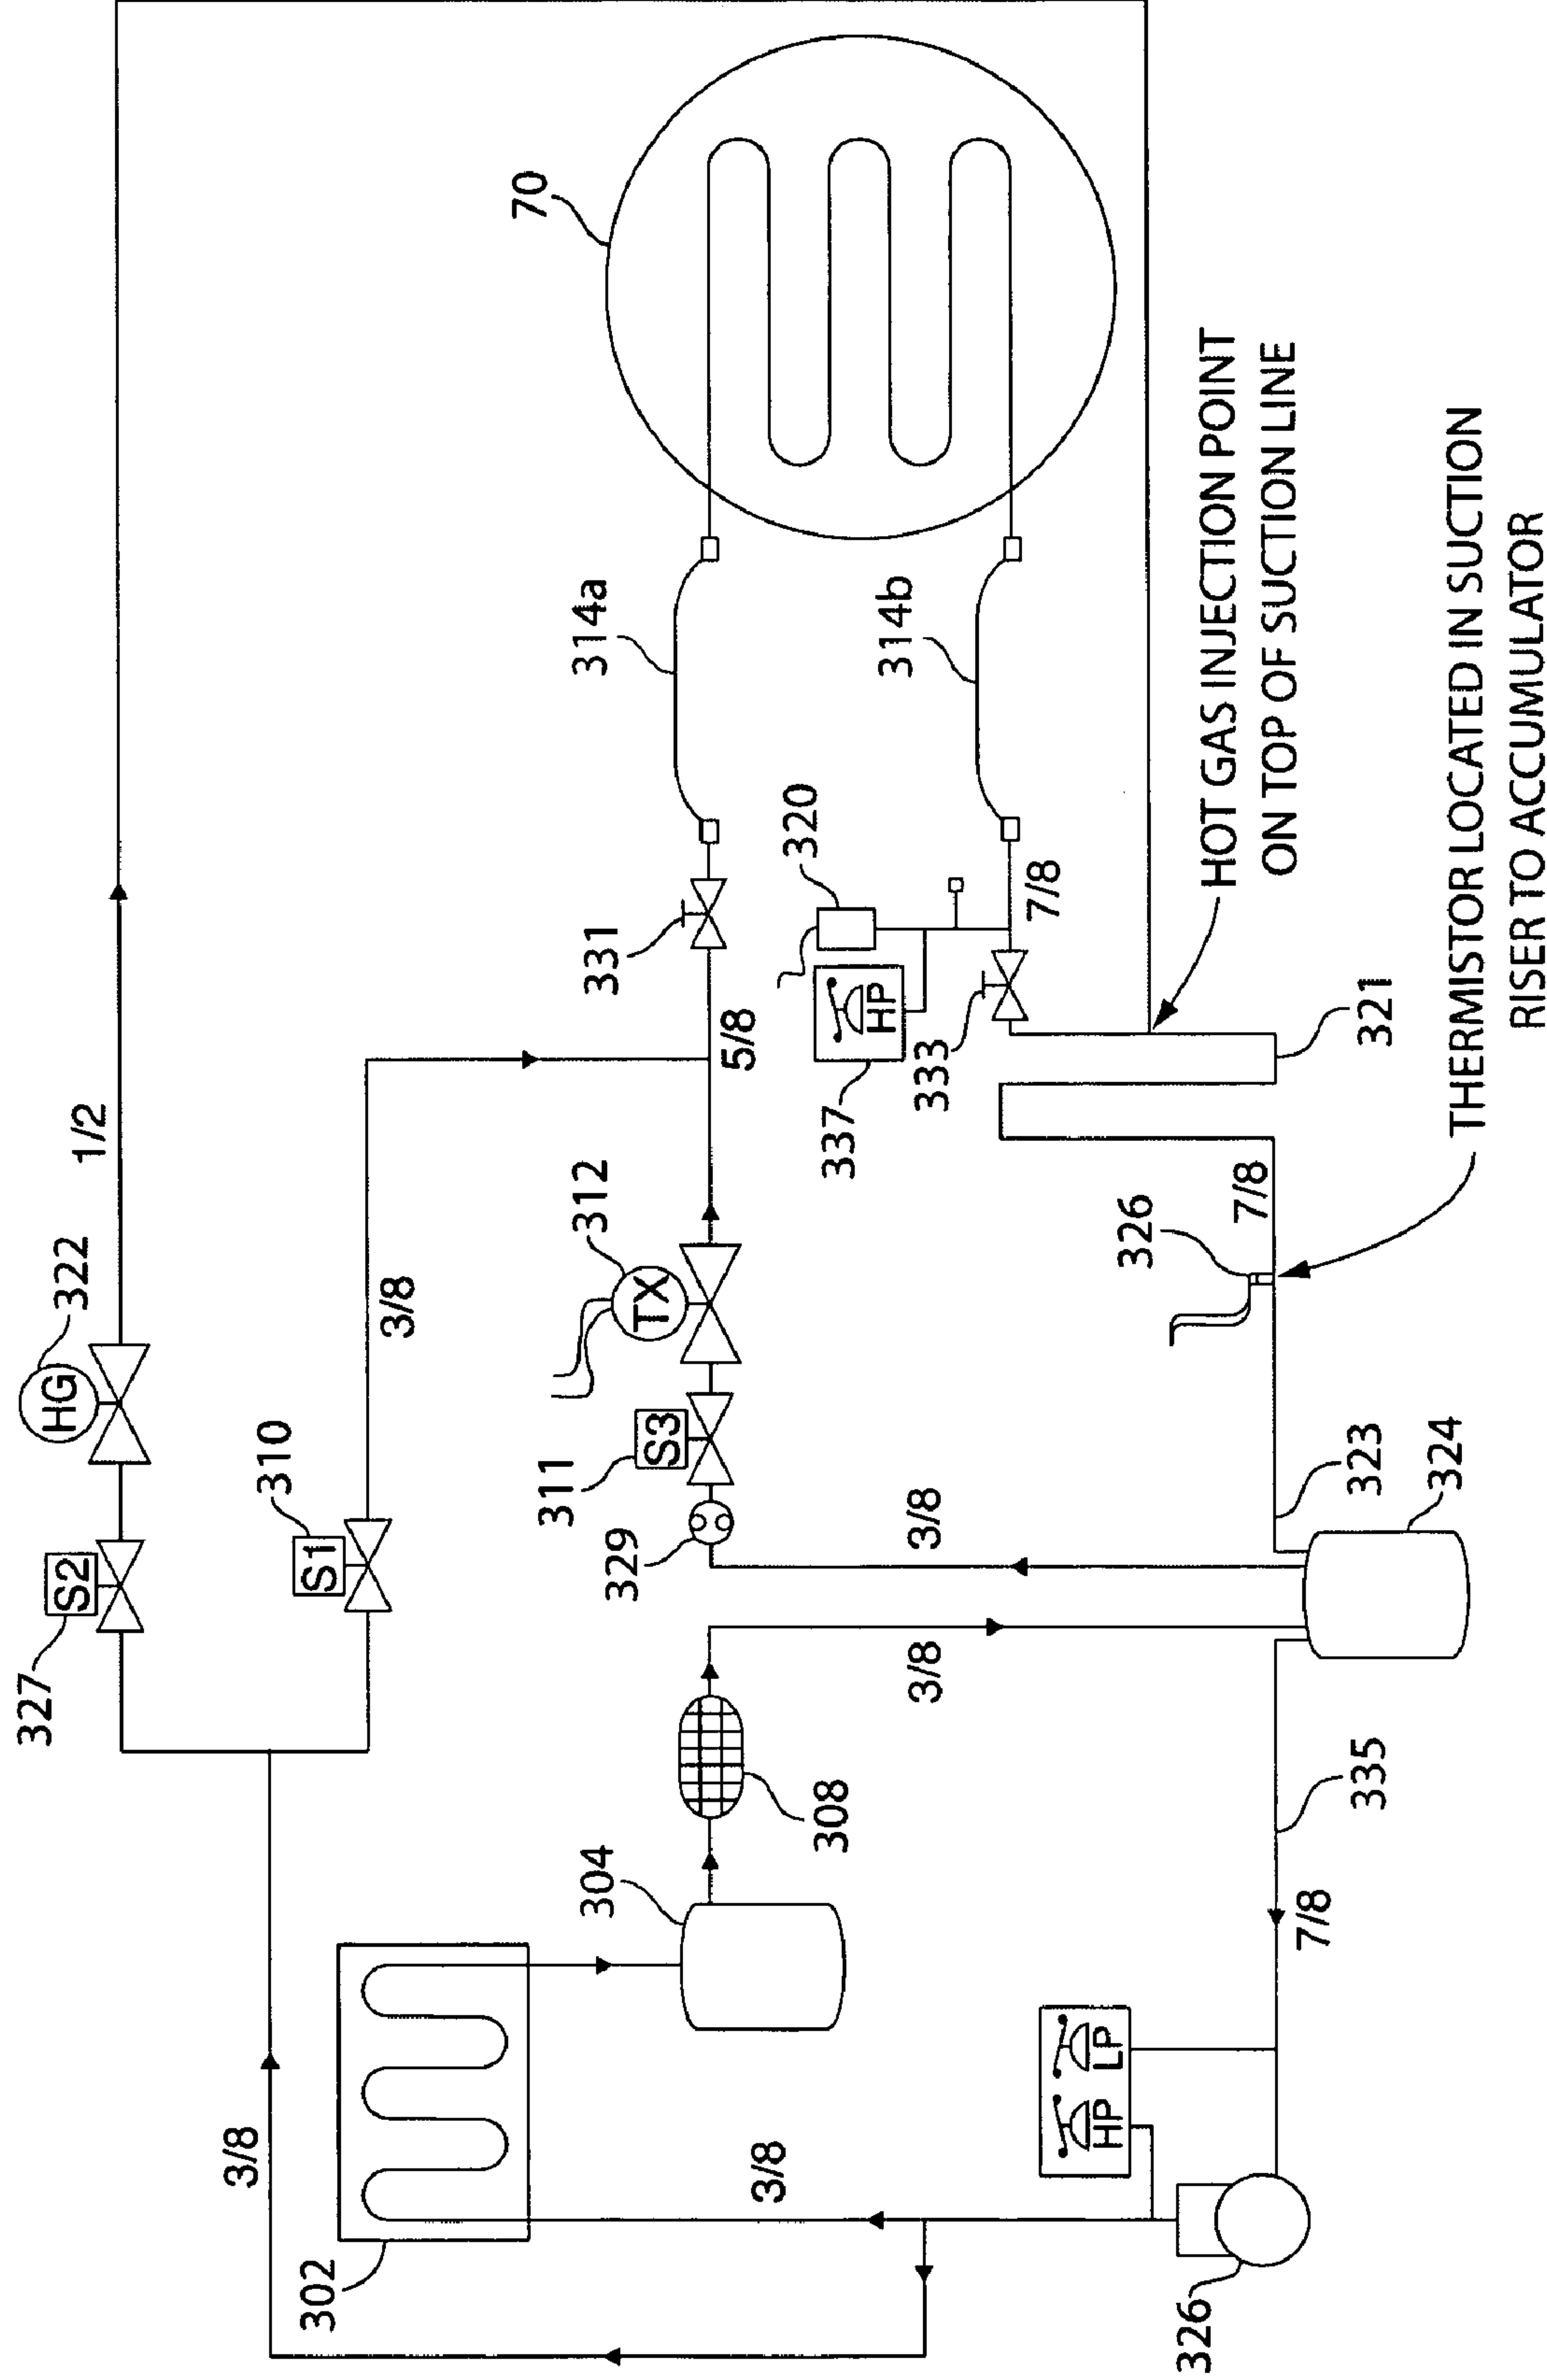 327
S2
HG
322
1/2
3/8
310
S1
302
3/8
70
311
312
314a
304
331
329
S3
TX
5/8
3/8
320
308
337
HP
314b
3/8
3/8
333
7/8
HP LP
326
326
7/8
HOT GAS INJECTION POINT
ON TOP OF SUCTION LINE
7/8
335
323
321
324
THERMISTOR LOCATED IN SUCTION
RISER TO ACCUMULATOR